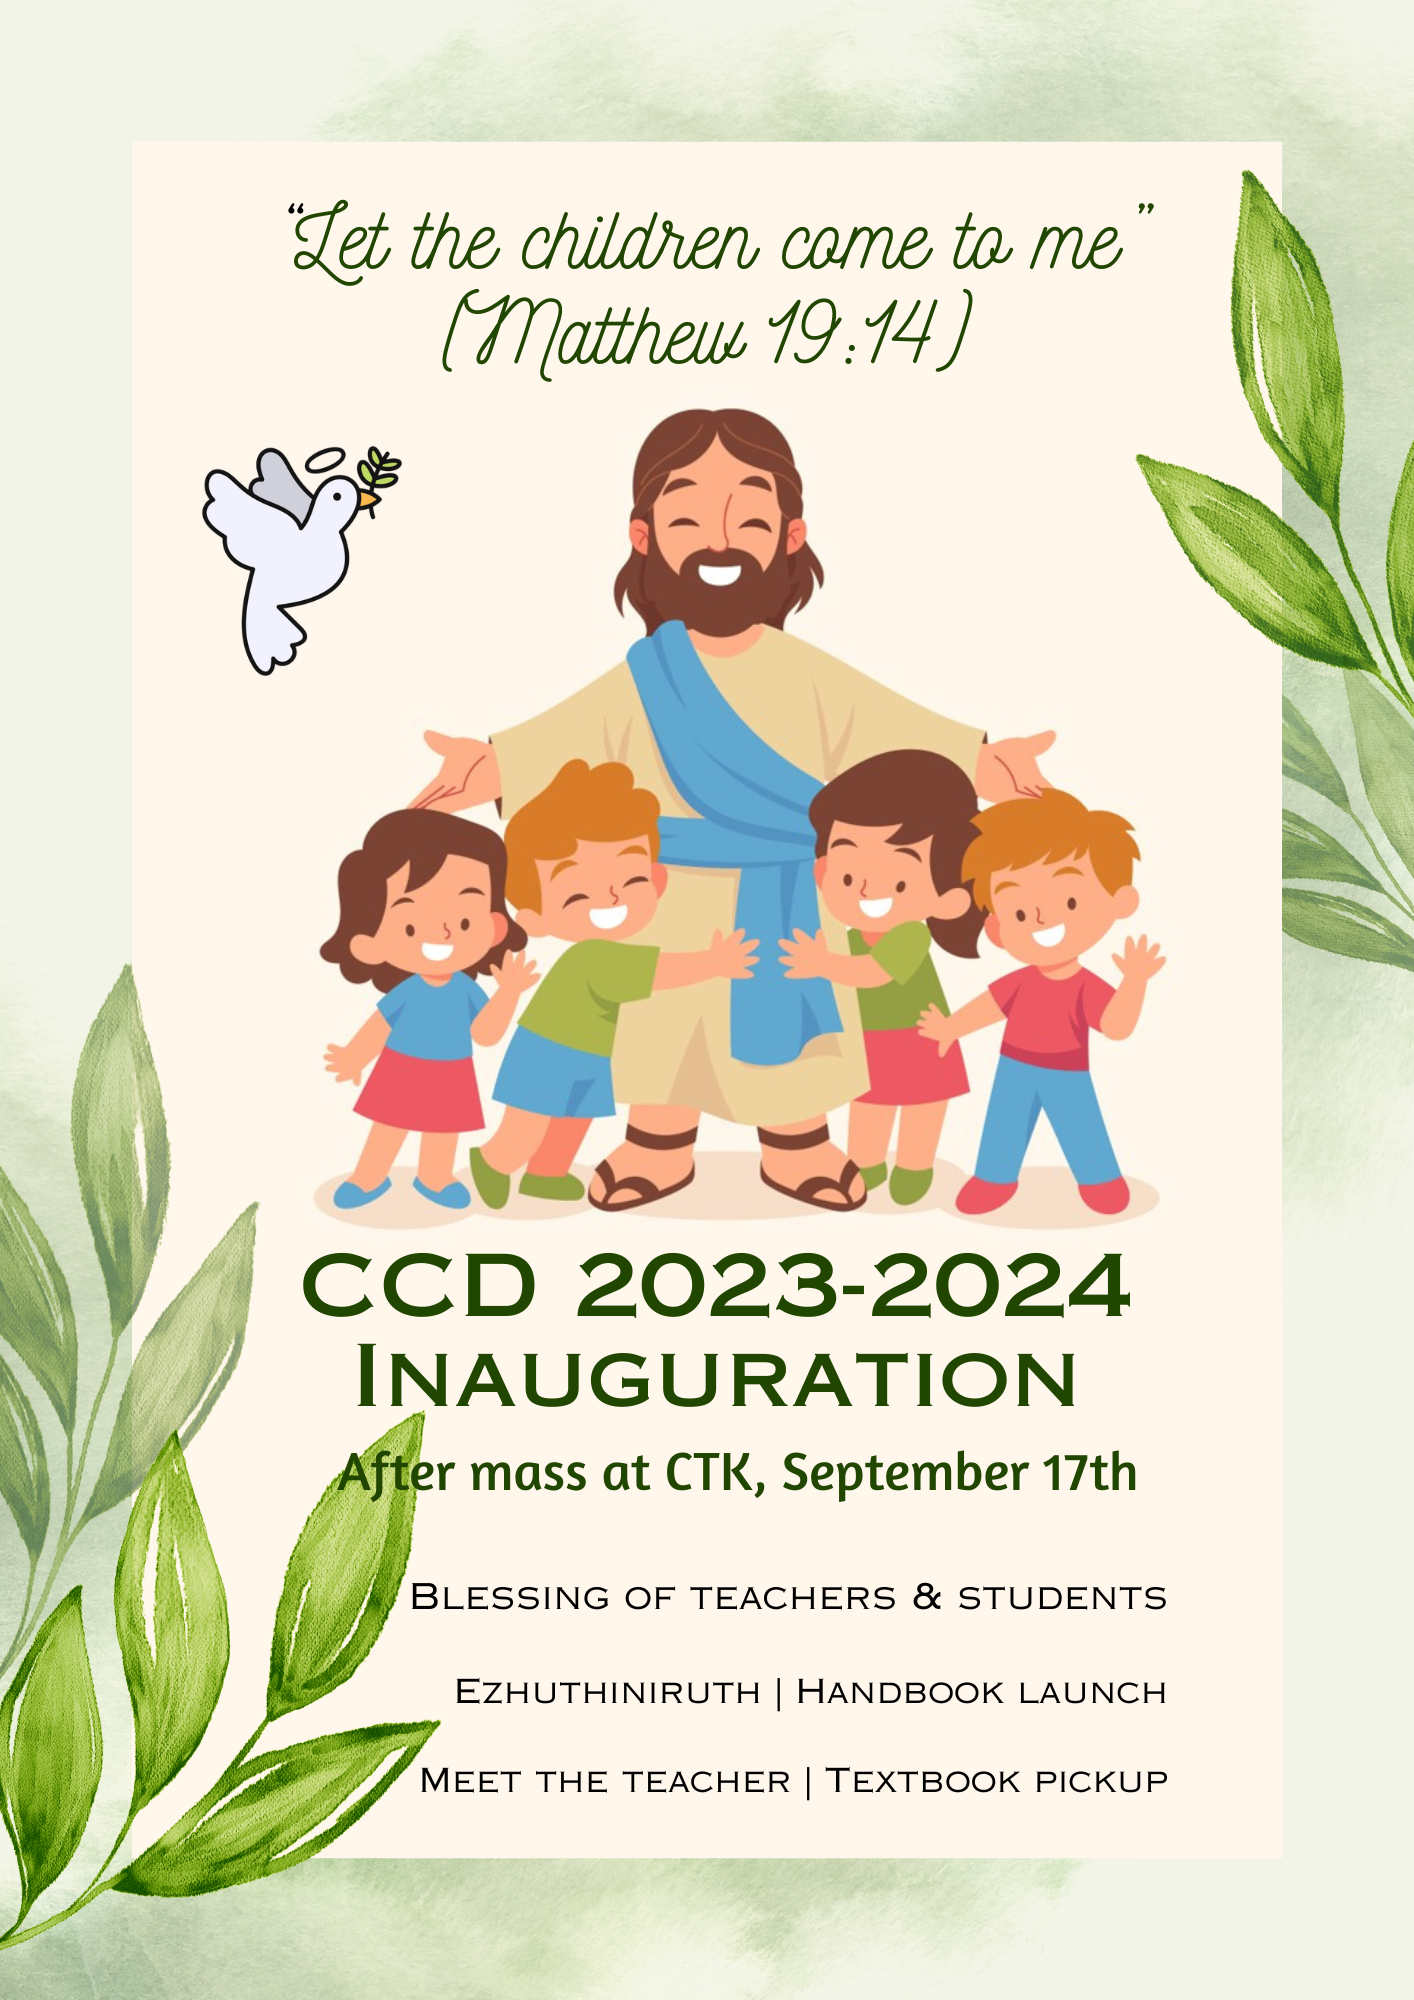 “Let the children come to me”
(Matthew 19:14)
CCD 2023-2024
Inauguration
After mass at CTK, September 17th
Blessing of teachers & students
Ezhuthiniruth | Handbook launch
Meet the teacher | Textbook pickup